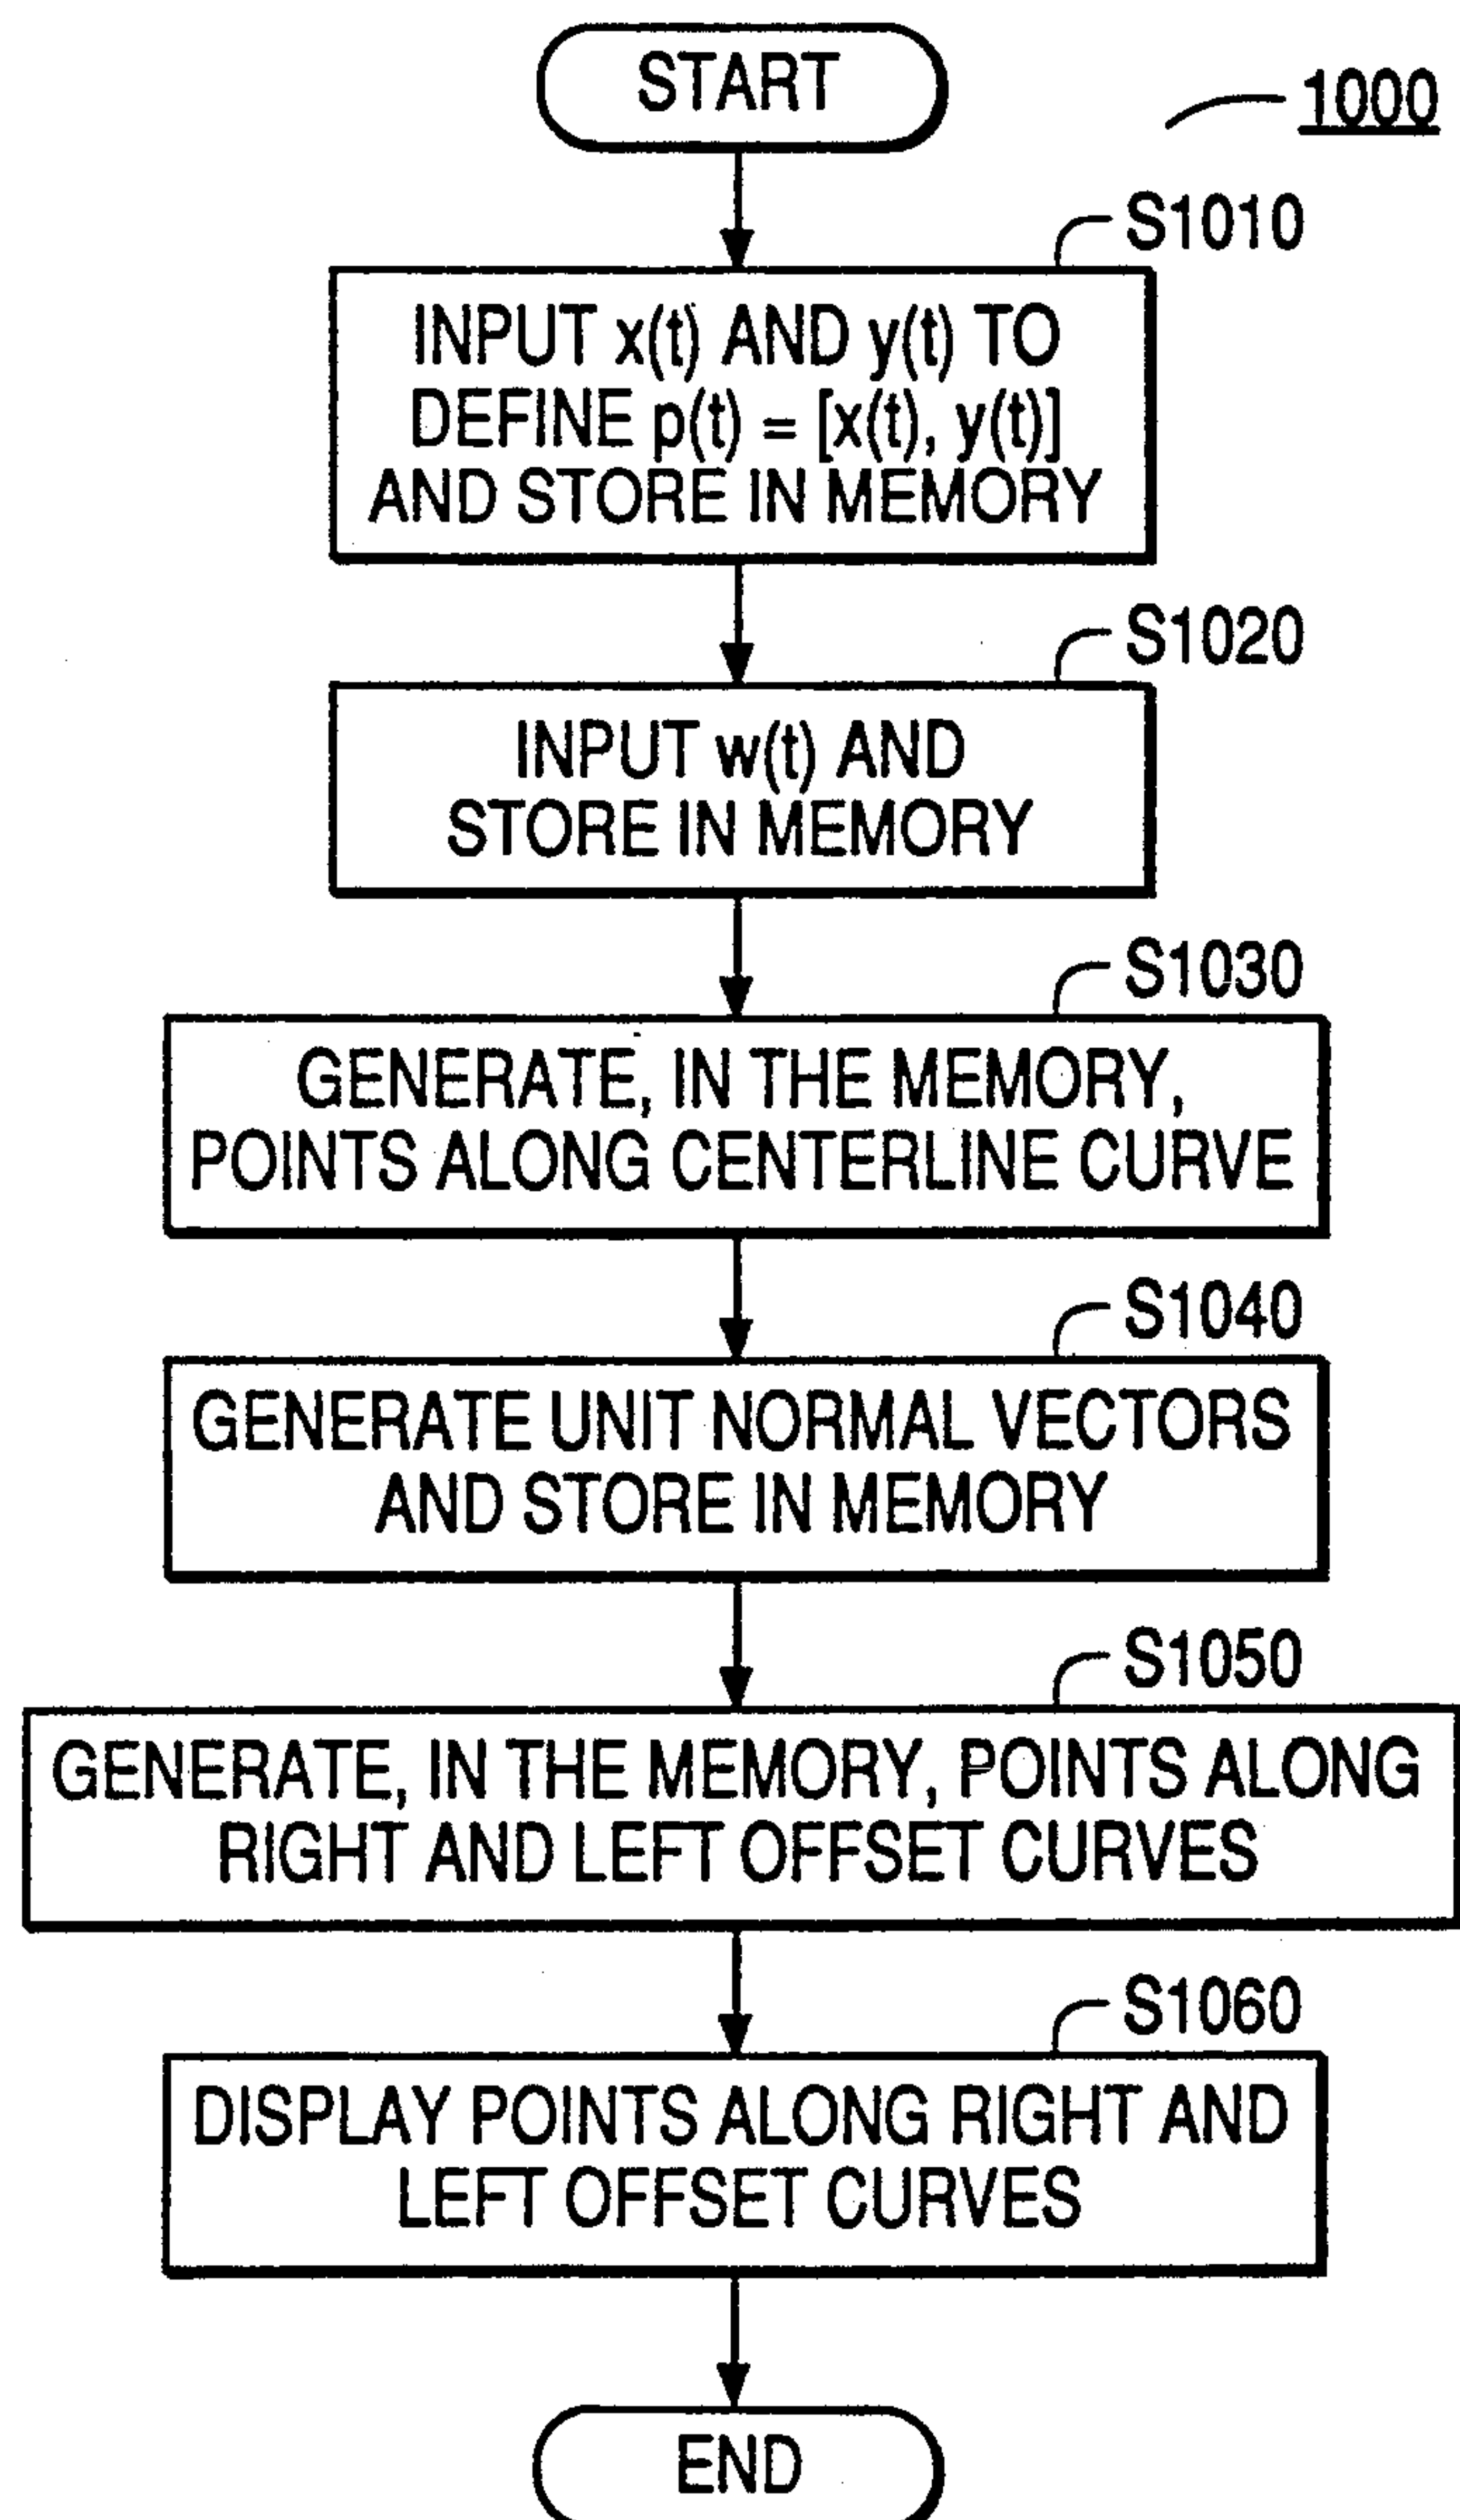 START
1000
S1010
INPUT x(t) AND y(t) TO
DEFINE p(t) = [x(t), y(t)]
AND STORE IN MEMORY
S1020
INPUT w(t) AND
STORE IN MEMORY
S1030
GENERATE, IN THE MEMORY,
POINTS ALONG CENTERLINE CURVE
S1040
GENERATE UNIT NORMAL VECTORS
AND STORE IN MEMORY
S1050
GENERATE, IN THE MEMORY, POINTS ALONG
RIGHT AND LEFT OFFSET CURVES
S1060
DISPLAY POINTS ALONG RIGHT AND
LEFT OFFSET CURVES
END